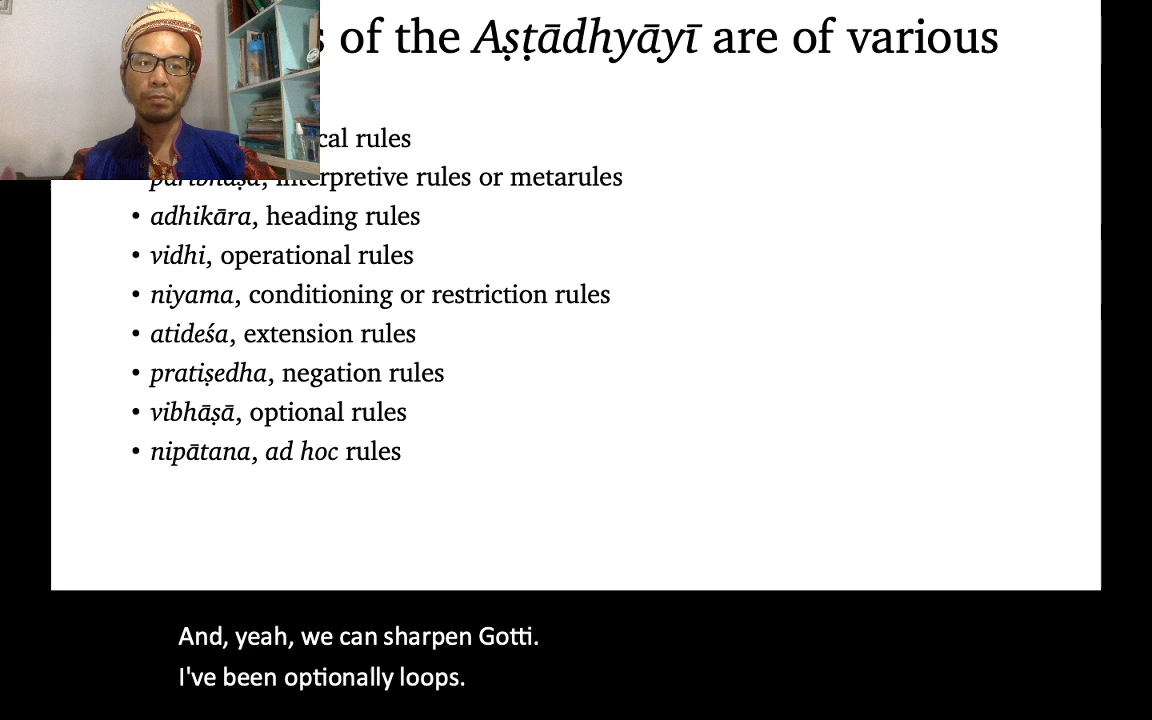 of the Aṣṭādhyāyī are of various
rules
paribhāṣā, interpretive rules or metarules
• adhikāra, heading rules
• vidhi, operational rules
• niyama, conditioning or restriction rules
• atideśa, extension rules
• pratiṣedha, negation rules
• vibhāṣā, optional rules
• nipātana, ad hoc rules
And, yeah, we can sharpen Gotti.
I've been optionally loops.